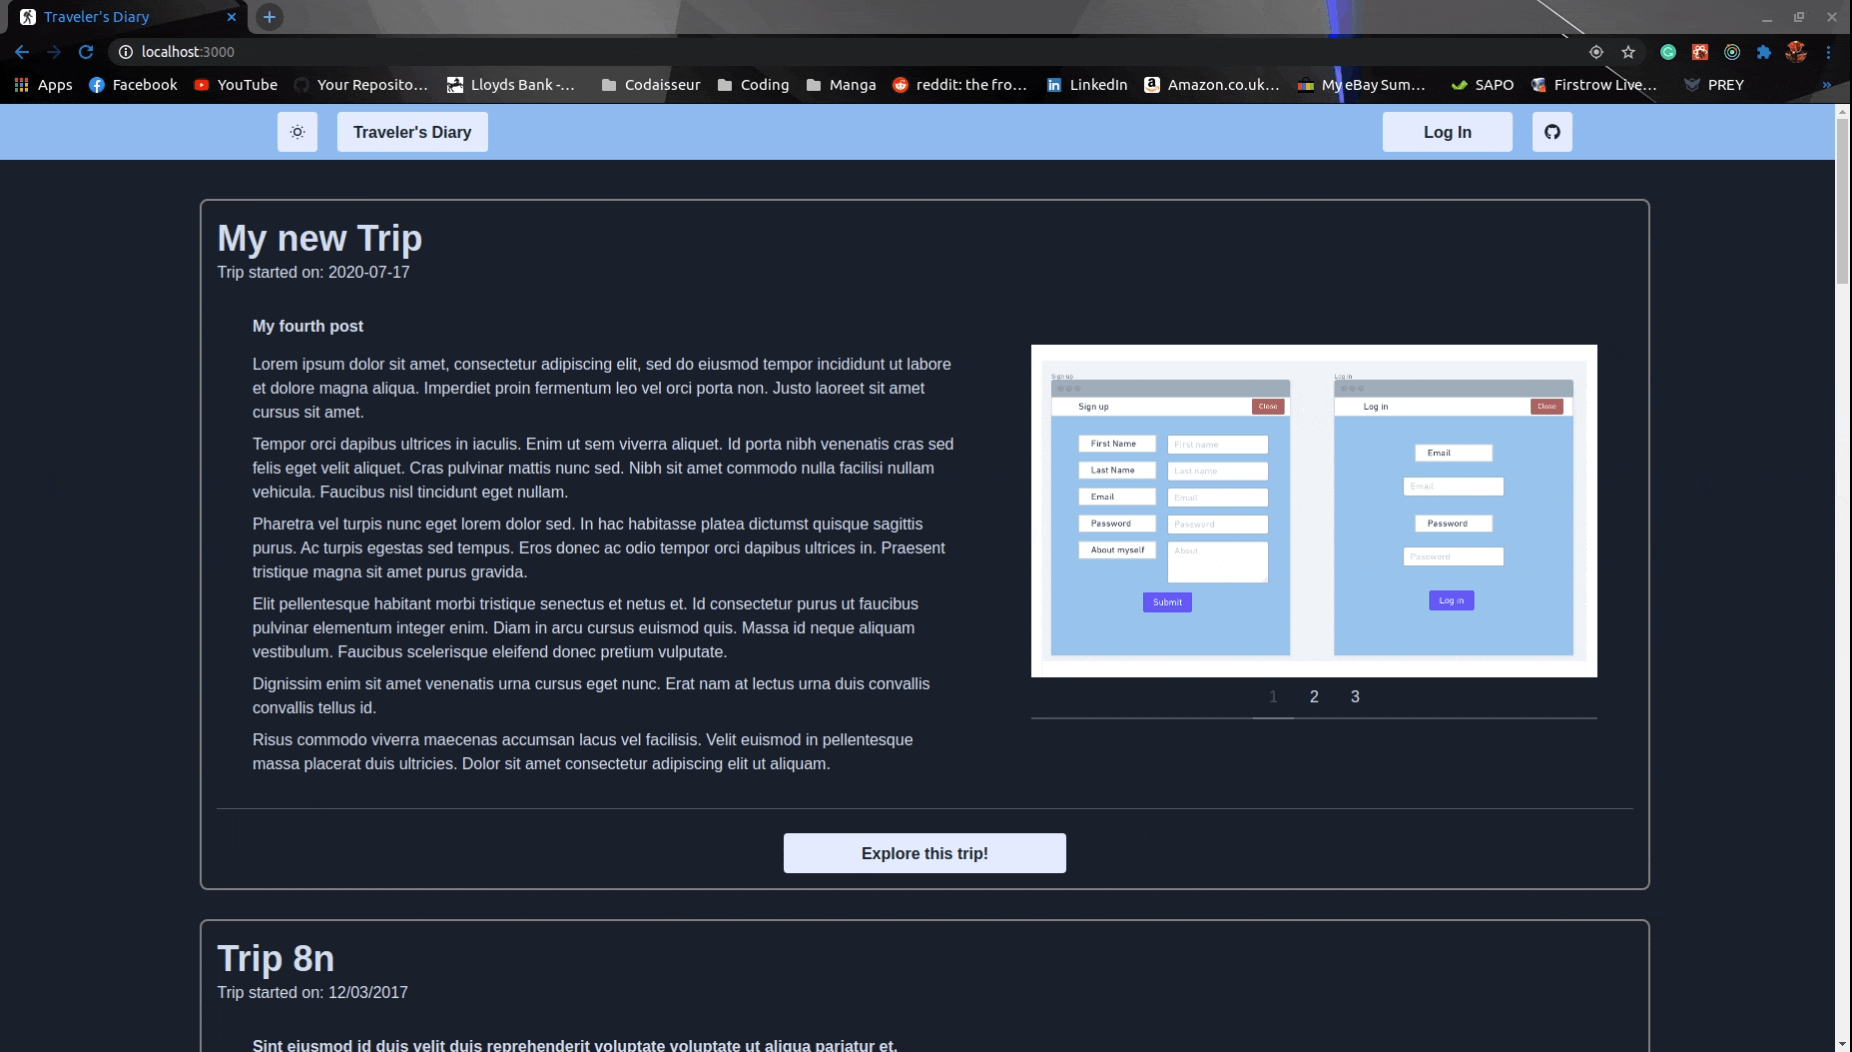 Traveler's Diary
localhost:3000
Apps Facebook YouTube Your Reposito... Lloyds Bank -... Codaisseur Coding Manga reddit: the fro... LinkedIn Amazon.co.uk... My eBay Sum... SAPO Firstrow Live... PREY »
Traveler's Diary Log In
My new Trip
Trip started on: 2020-07-17
My fourth post
Lorem ipsum dolor sit amet, consectetur adipiscing elit, sed do eiusmod tempor incididunt ut labore
et dolore magna aliqua. Imperdiet proin fermentum leo vel orci porta non. Justo laoreet sit amet
cursus sit amet.
Tempor orci dapibus ultrices in iaculis. Enim ut sem viverra aliquet. Id porta nibh venenatis cras sed
felis eget velit aliquet. Cras pulvinar mattis nunc sed. Nibh sit amet commodo nulla facilisi nullam
vehicula. Faucibus nisl tincidunt eget nullam.
Pharetra vel turpis nunc eget lorem dolor sed. In hac habitasse platea dictumst quisque sagittis
purus. Ac turpis egestas sed tempus. Eros donec ac odio tempor orci dapibus ultrices in. Praesent
tristique magna sit amet purus gravida.
Elit pellentesque habitant morbi tristique senectus et netus et. Id consectetur purus ut faucibus
pulvinar elementum integer enim. Diam in arcu cursus euismod quis. Massa id neque aliquam
vestibulum. Faucibus scelerisque eleifend donec pretium vulputate.
Dignissim enim sit amet venenatis urna cursus eget nunc. Erat nam at lectus urna duis convallis
convallis tellus id.
Risus commodo viverra maecenas accumsan lacus vel facilisis. Velit euismod in pellentesque
massa placerat duis ultricies. Dolor sit amet consectetur adipiscing elit ut aliquam.
Sign up
Sign up Close
First Name First name
Last Name Last name
Email Email
Password Password
About myself About
Submit
Log in
Log in Close
Email
Email
Password
Password
Log in
1 2 3
Explore this trip!
Trip 8n
Trip started on: 12/03/2017
Sint eiusmod id duis velit duis reprehenderit voluptate voluptate ut aliqua pariatur et.